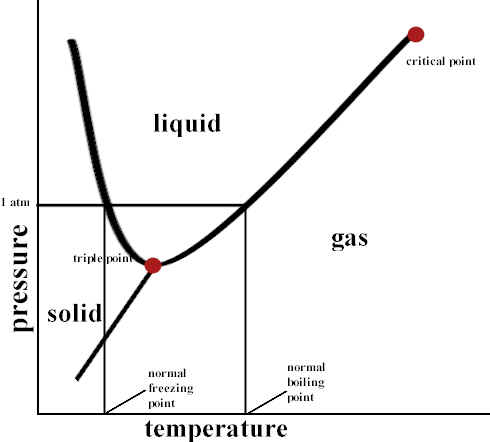 critical point
liquid
1 atm
gas
triple point
pressure
solid
normal
freezing
point
normal
boiling
point
temperature